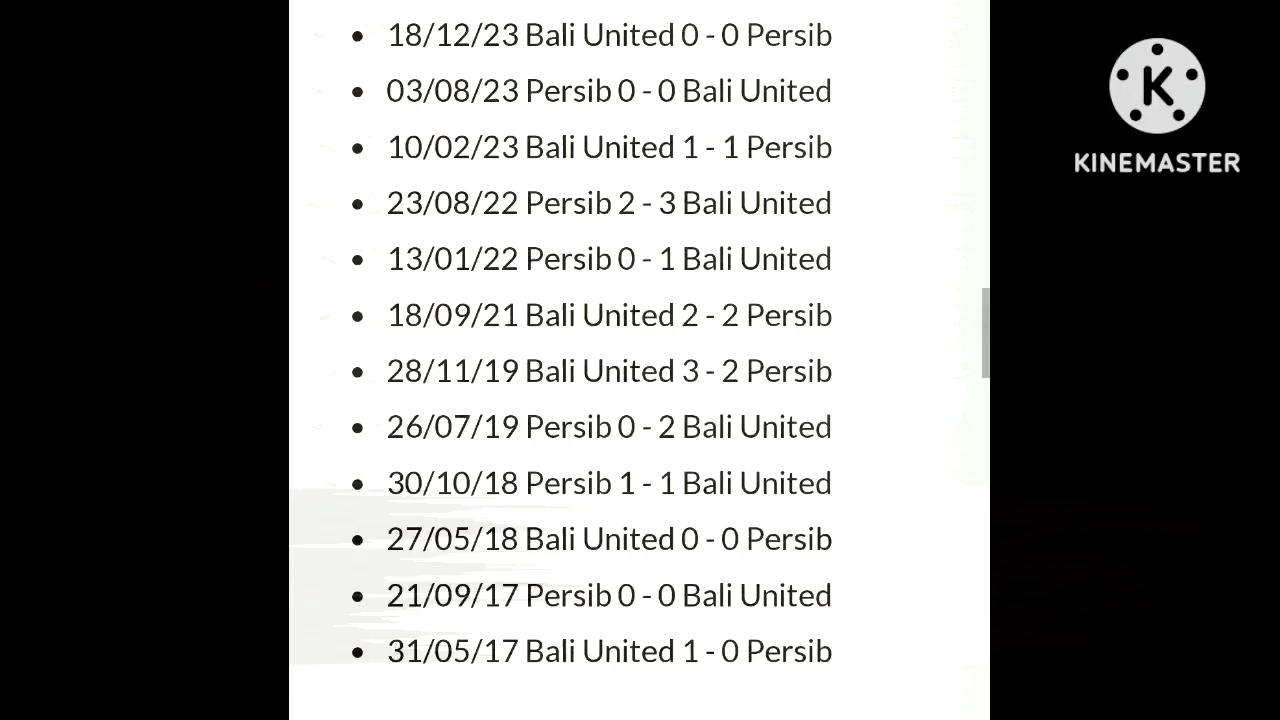 • 18/12/23 Bali United 0 - 0 Persib
• 03/08/23 Persib 0 - 0 Bali United
• 10/02/23 Bali United 1 - 1 Persib
• 23/08/22 Persib 2 - 3 Bali United
• 13/01/22 Persib 0 - 1 Bali United
• 18/09/21 Bali United 2 - 2 Persib
• 28/11/19 Bali United 3 - 2 Persib
• 26/07/19 Persib 0 - 2 Bali United
• 30/10/18 Persib 1 - 1 Bali United
• 27/05/18 Bali United 0 - 0 Persib
• 21/09/17 Persib 0 - 0 Bali United
• 31/05/17 Bali United 1 - 0 Persib
K
KINEMASTER